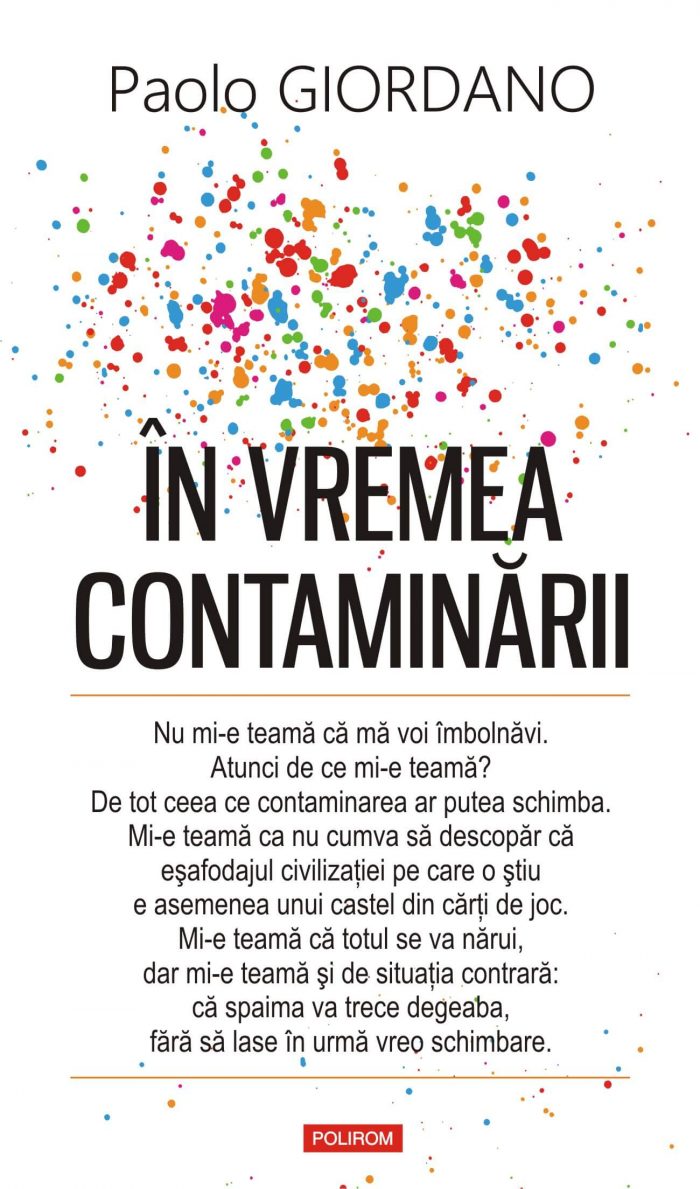 Paolo GIORDANO
ÎN VREMEA
CONTAMINĂRII
Nu mi-e teamă că mă voi îmbolnăvi.
Atunci de ce mi-e teamă?
De tot ceea ce contaminarea ar putea schimba.
Mi-e teamă ca nu cumva să descopăr că
eşafodajul civilizaţiei pe care o ştiu
e asemenea unui castel din cărţi de joc.
Mi-e teamă că totul se va nărui,
dar mi-e teamă şi de situaţia contrară:
că spaima va trece degeaba,
fără să lase în urmă vreo schimbare.
POLIROM